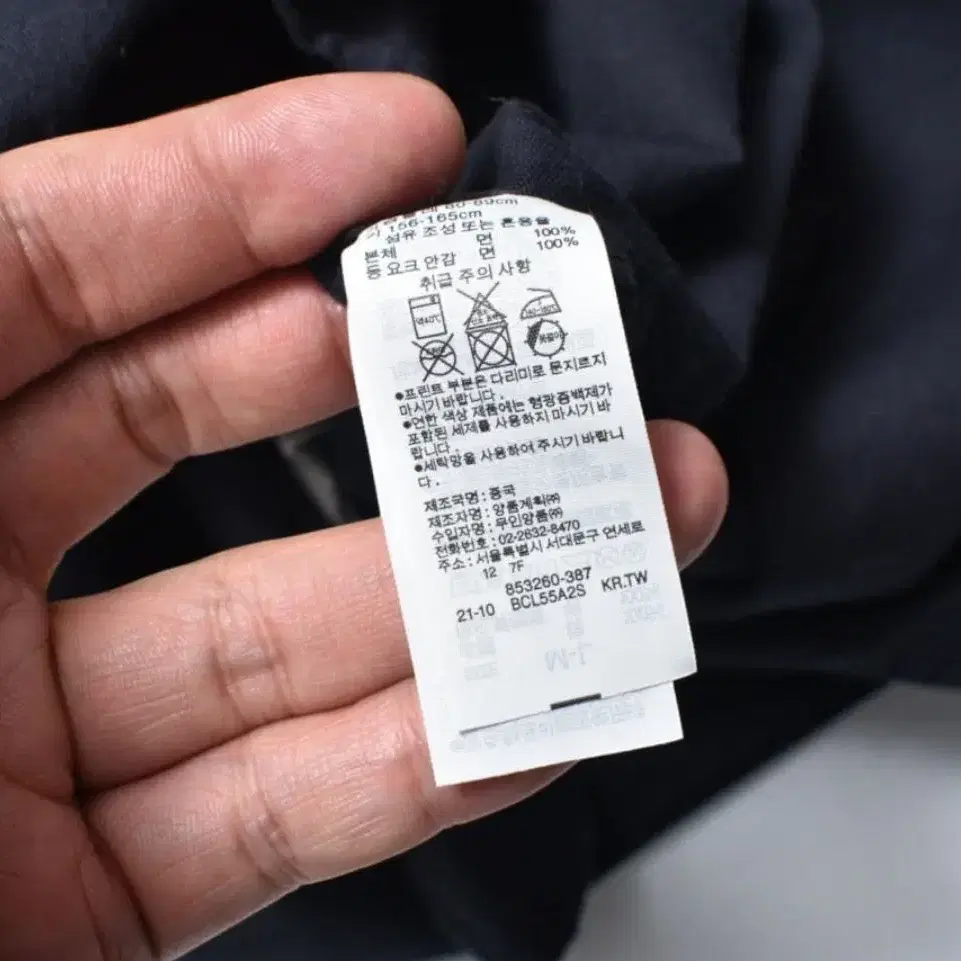 80-89cm
156-165cm
섬유 조성 또는 혼용율
본체 면 100%
등 요크 안감 면 100%
취급 주의 사항
약40℃
●프린트 부분은 다리미로 문지르지
마시기 바랍니다.
●연한 색상 제품에는 형광증백제가
포함된 세제를 사용하지 마시기 바
랍니다.
●세탁망을 사용하여 주시기 바랍니
다.
제조국명 : 중국
제조자명 : 양품계획㈜
수입자명 : 무인양품㈜
전화번호 : 02-2632-8470
주소 : 서울특별시 서대문구 연세로
12 7F
853260-387
21-10 BCL55A2S KR.TW
J-M